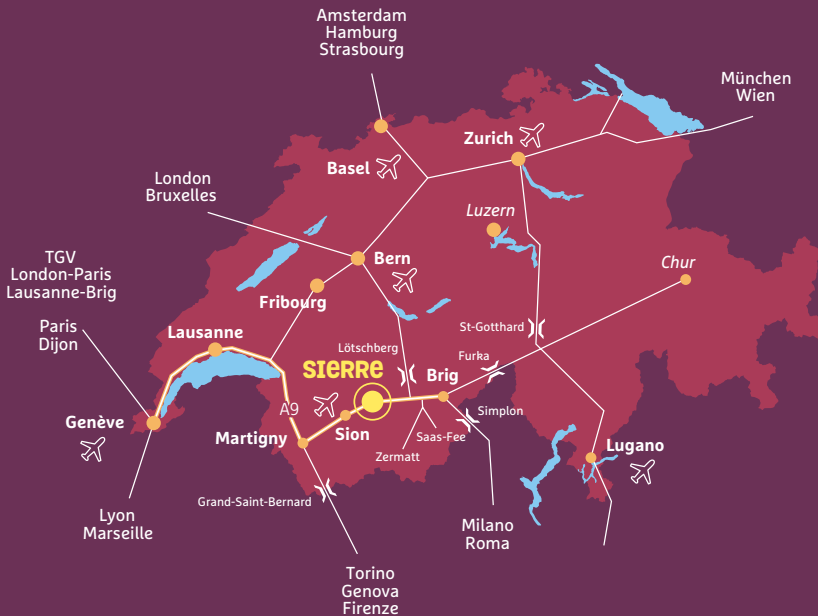 Amsterdam
Hamburg
Strasbourg
München
Wien
Zurich
Basel
London
Bruxelles
Luzern
TGV
London-Paris
Lausanne-Brig
Bern
Chur
Fribourg
Paris
Dijon
Lausanne
St-Gotthard
Lötschberg
Furka
SIERRE
Brig
A9
Simplon
Genève
Martigny
Sion
Saas-Fee
Zermatt
Lugano
Grand-Saint-Bernard
Lyon
Marseille
Milano
Roma
Torino
Genova
Firenze